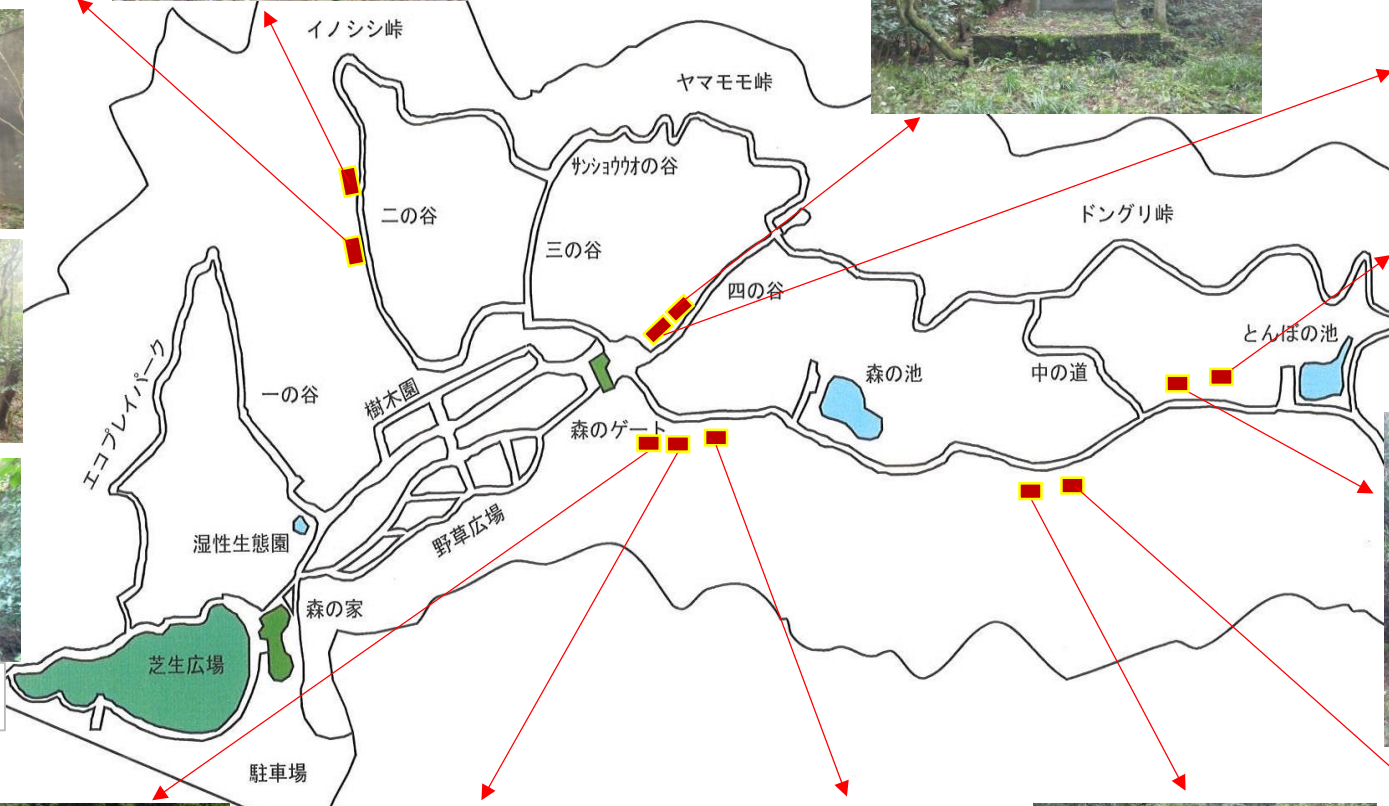 イノシシ峠
ヤマモモ峠
サンショウウオの谷
二の谷
ドングリ峠
三の谷
四の谷
とんぼの池
エコプレイパーク
一の谷
樹木園
森の池
中の道
森のゲート
湿性生態園
野草広場
森の家
芝生広場
駐車場